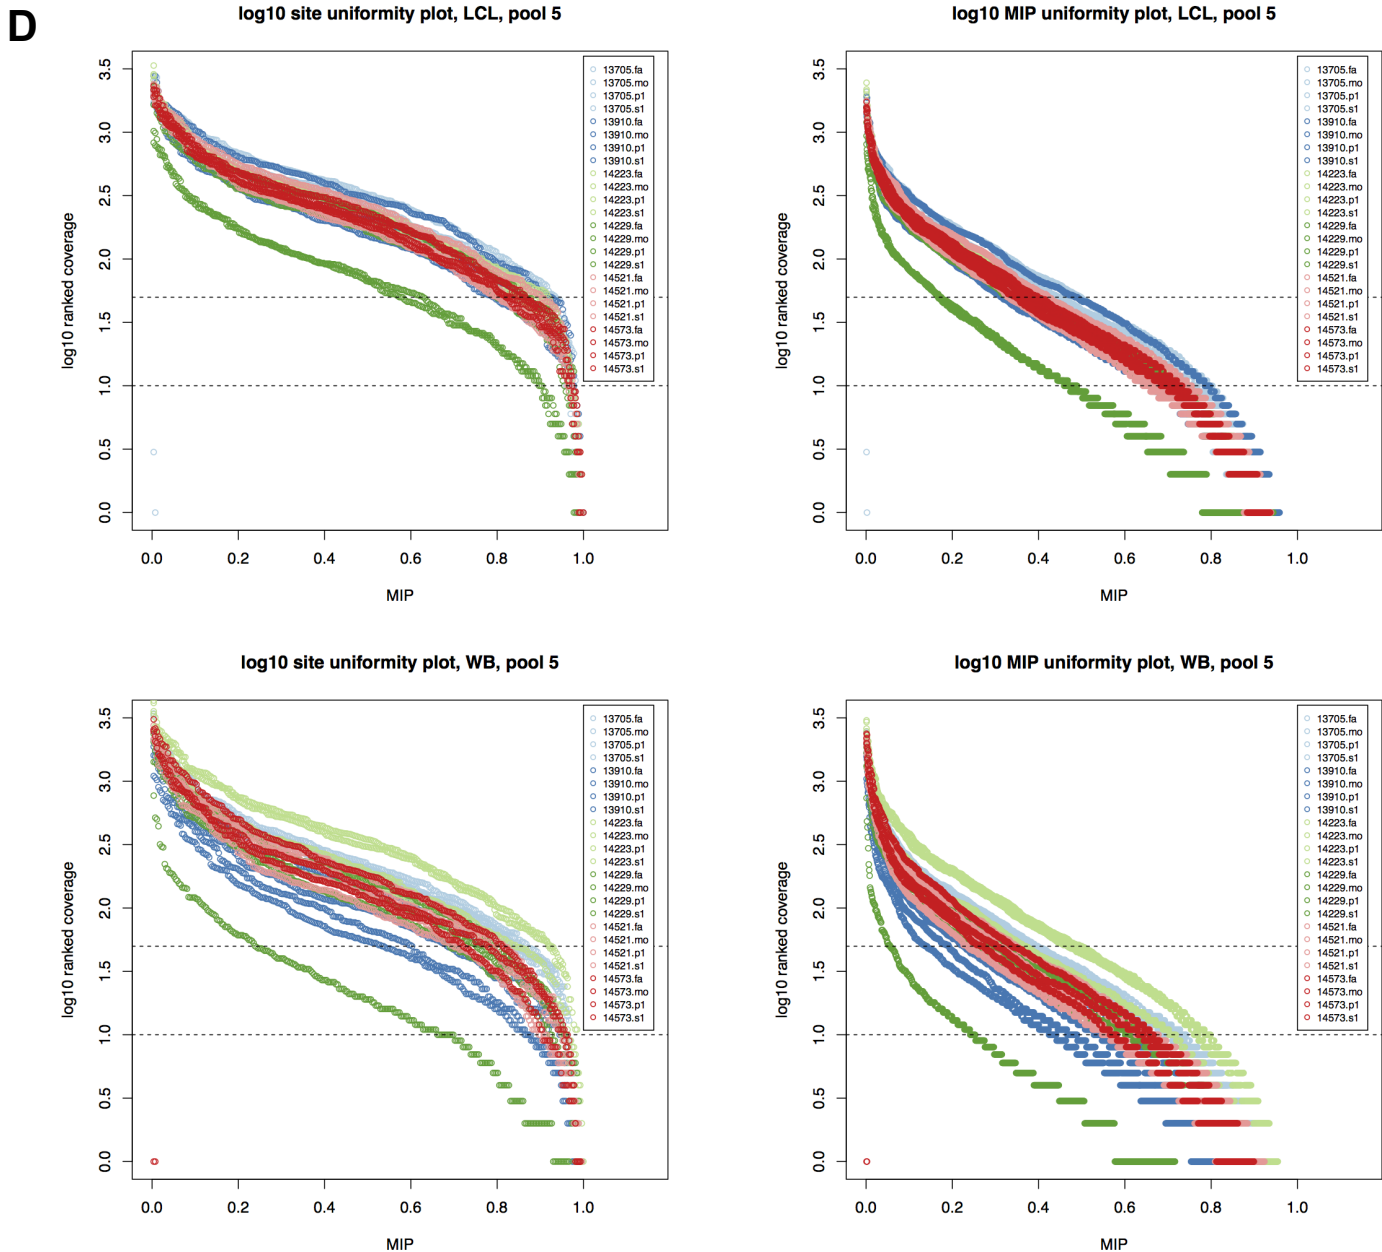 D
log10 site uniformity plot, LCL, pool 5
log10 ranked coverage
3.5
3.0
2.5
2.0
1.5
1.0
0.5
0.0
13705.fa
13705.mo
13705.p1
13705.s1
13910.fa
13910.mo
13910.p1
13910.s1
14223.fa
14223.mo
14223.p1
14223.s1
14229.fa
14229.mo
14229.p1
14229.s1
14521.fa
14521.mo
14521.p1
14521.s1
14573.fa
14573.mo
14573.p1
14573.s1
0.0 0.2 0.4 0.6 0.8 1.0
MIP
log10 MIP uniformity plot, LCL, pool 5
log10 ranked coverage
3.5
3.0
2.5
2.0
1.5
1.0
0.5
0.0
13705.fa
13705.mo
13705.p1
13705.s1
13910.fa
13910.mo
13910.p1
13910.s1
14223.fa
14223.mo
14223.p1
14223.s1
14229.fa
14229.mo
14229.p1
14229.s1
14521.fa
14521.mo
14521.p1
14521.s1
14573.fa
14573.mo
14573.p1
14573.s1
0.0 0.2 0.4 0.6 0.8 1.0
MIP
log10 site uniformity plot, WB, pool 5
log10 ranked coverage
3.5
3.0
2.5
2.0
1.5
1.0
0.5
0.0
13705.fa
13705.mo
13705.p1
13705.s1
13910.fa
13910.mo
13910.p1
13910.s1
14223.fa
14223.mo
14223.p1
14223.s1
14229.fa
14229.mo
14229.p1
14229.s1
14521.fa
14521.mo
14521.p1
14521.s1
14573.fa
14573.mo
14573.p1
14573.s1
0.0 0.2 0.4 0.6 0.8 1.0
MIP
log10 MIP uniformity plot, WB, pool 5
log10 ranked coverage
3.5
3.0
2.5
2.0
1.5
1.0
0.5
0.0
13705.fa
13705.mo
13705.p1
13705.s1
13910.fa
13910.mo
13910.p1
13910.s1
14223.fa
14223.mo
14223.p1
14223.s1
14229.fa
14229.mo
14229.p1
14229.s1
14521.fa
14521.mo
14521.p1
14521.s1
14573.fa
14573.mo
14573.p1
14573.s1
0.0 0.2 0.4 0.6 0.8 1.0
MIP